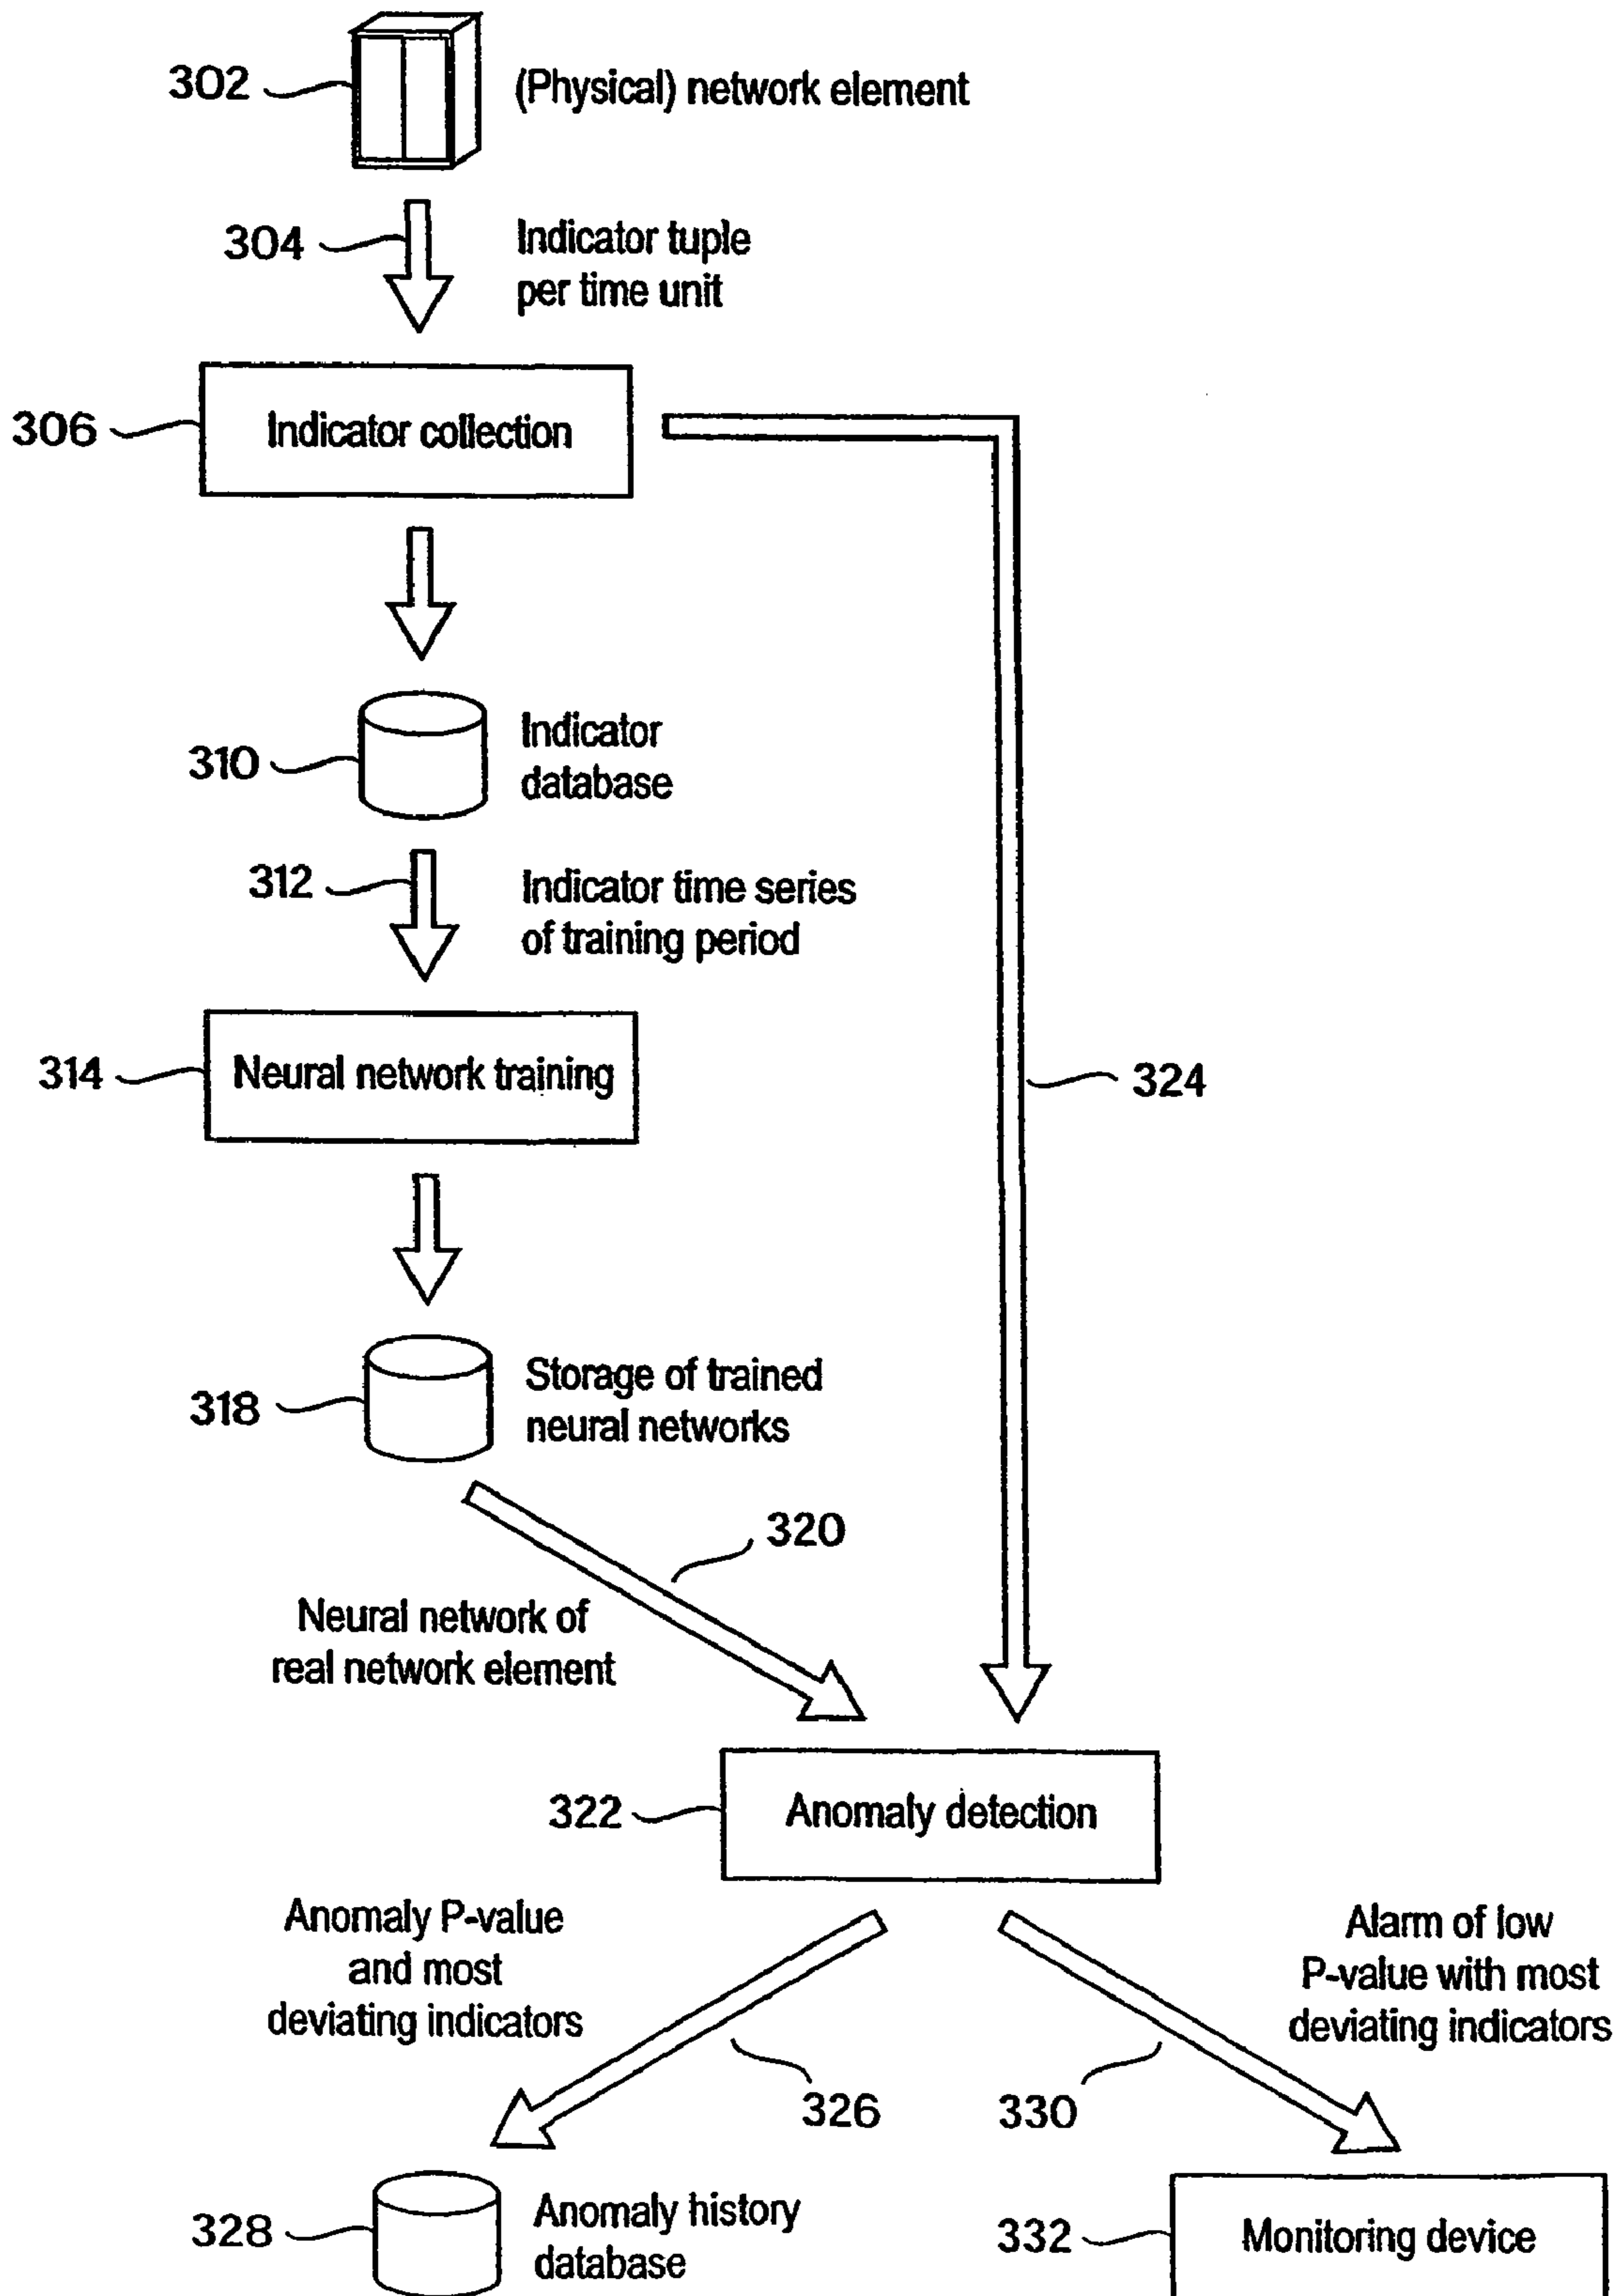 302
(Physical) network element
304
Indicator tuple
per time unit
306
Indicator collection
310
Indicator
database
312
Indicator time series
of training period
314
Neural network training
324
318
Storage of trained
neural networks
320
Neural network of
real network element
322
Anomaly detection
Anomaly P-value
and most
deviating indicators
Alarm of low
P-value with most
deviating indicators
326
330
328
Anomaly history
database
332
Monitoring device